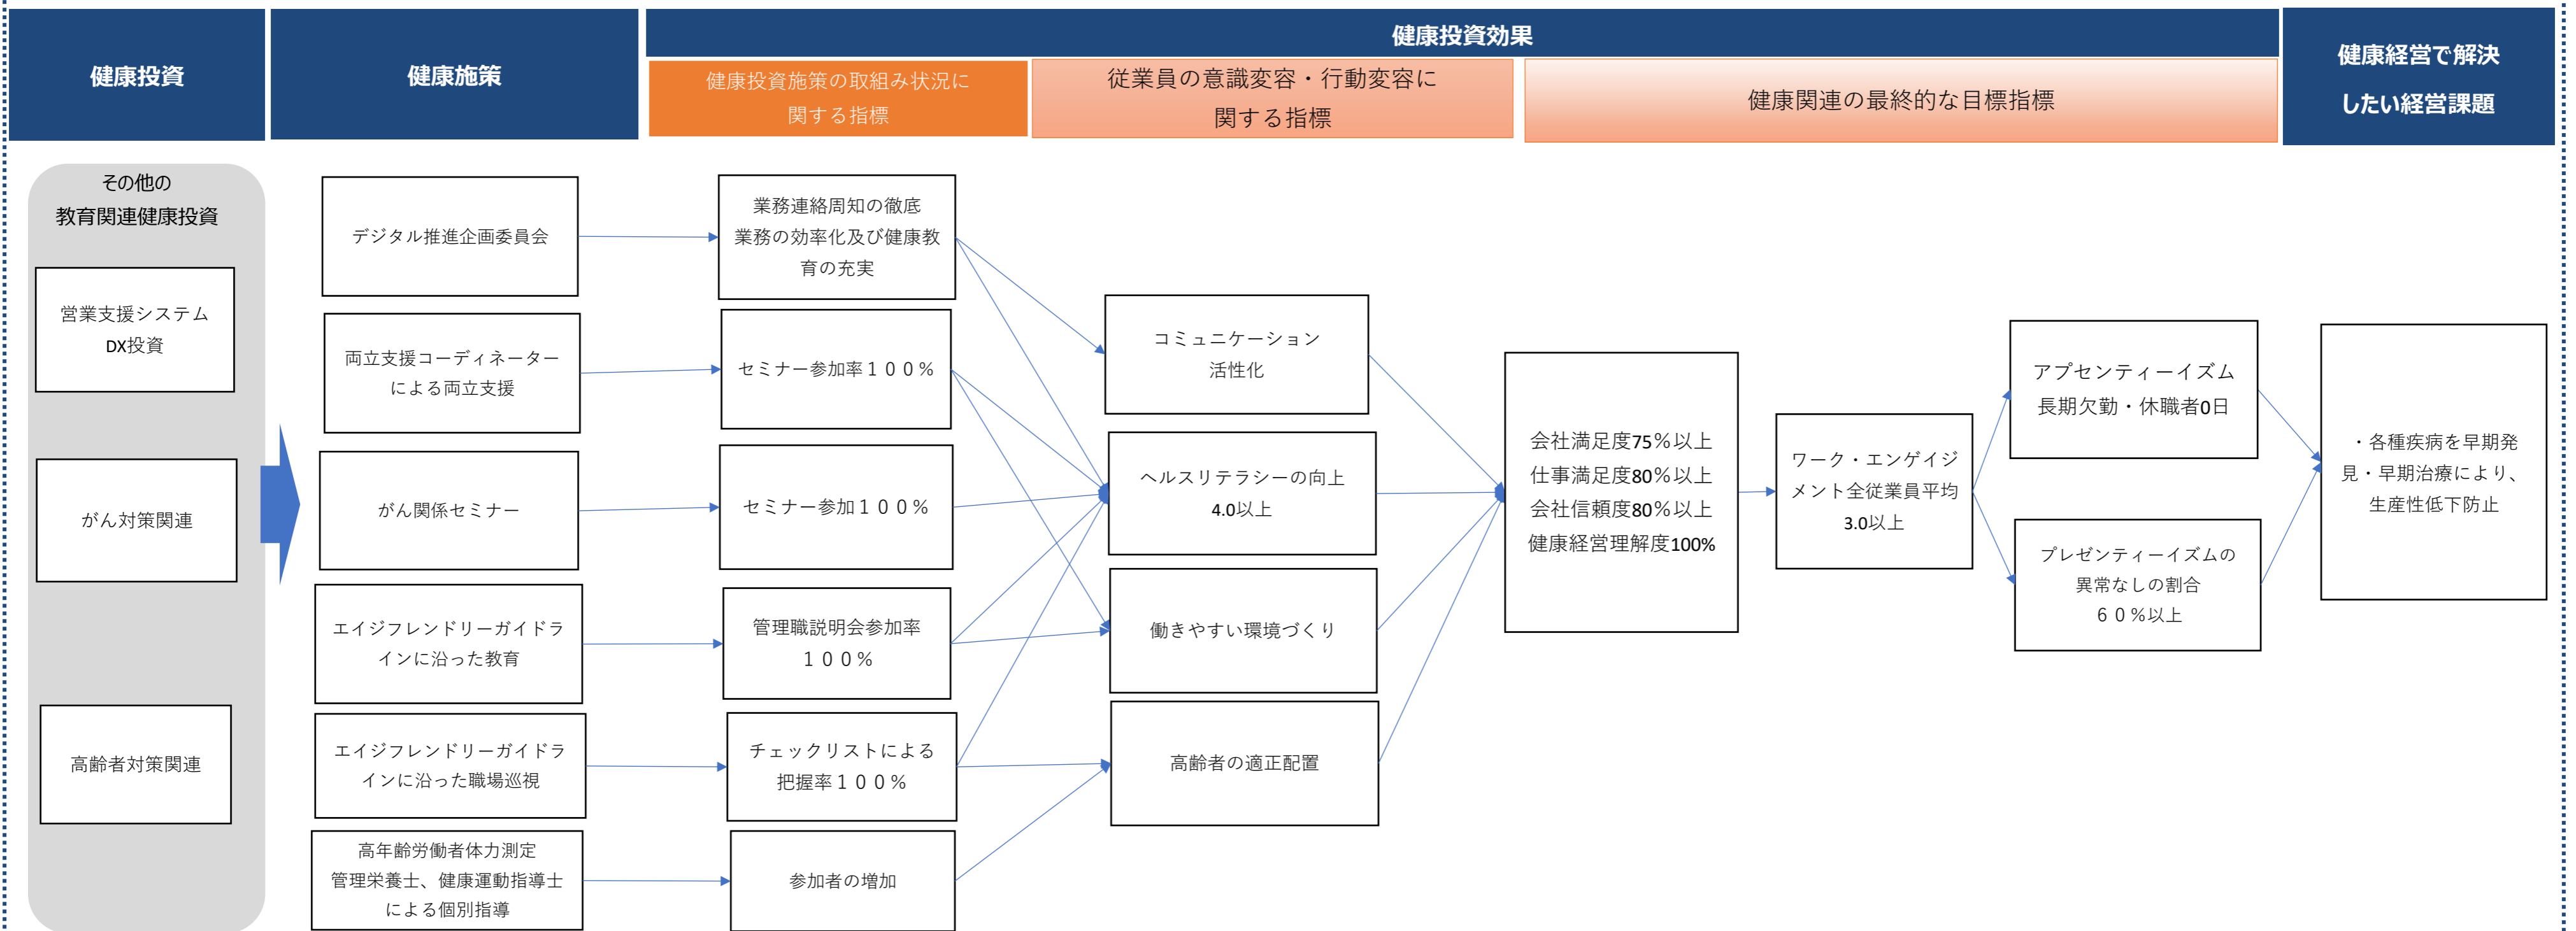 健康投資
健康施策
健康投資効果
健康投資施策の取組み状況に
関する指標
従業員の意識変容・行動変容に
関する指標
健康関連の最終的な目標指標
健康経営で解決
したい経営課題
その他の
教育関連健康投資
営業支援システム
DX投資
がん対策関連
高齢者対策関連
デジタル推進企画委員会
両立支援コーディネーター
による両立支援
がん関係セミナー
エイジフレンドリーガイドラ
インに沿った教育
エイジフレンドリーガイドラ
インに沿った職場巡視
高年齢労働者体力測定
管理栄養士、健康運動指導士
による個別指導
業務連絡周知の徹底
業務の効率化及び健康教
育の充実
セミナー参加率１００％
セミナー参加１００％
管理職説明会参加率
１００％
チェックリストによる
把握率１００％
参加者の増加
コミュニケーション
活性化
ヘルスリテラシーの向上
4.0以上
働きやすい環境づくり
高齢者の適正配置
会社満足度75％以上
仕事満足度80％以上
会社信頼度80％以上
健康経営理解度100%
ワーク・エンゲイジ
メント全従業員平均
3.0以上
アプセンティーイズム
長期欠勤・休職者0日
プレゼンティーイズムの
異常なしの割合
６０％以上
・各種疾病を早期発
見・早期治療により、
生産性低下防止